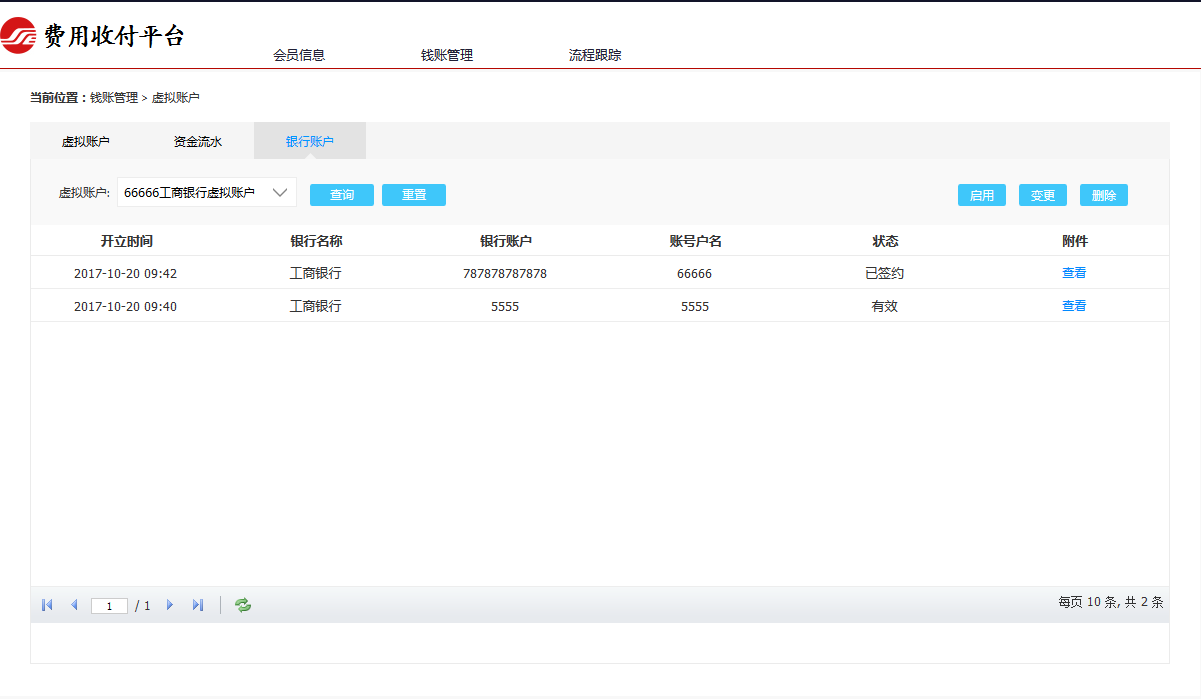 费用收付平台
会员信息 钱账管理 流程跟踪
当前位置：钱账管理 > 虚拟账户
虚拟账户 资金流水 银行账户
虚拟账户: 66666工商银行虚拟账户 查询 重置 启用 变更 删除
开立时间 银行名称 银行账户 账号户名 状态 附件
2017-10-20 09:42 工商银行 787878787878 66666 已签约 查看
2017-10-20 09:40 工商银行 5555 5555 有效 查看
1 / 1 每页 10 条, 共 2 条